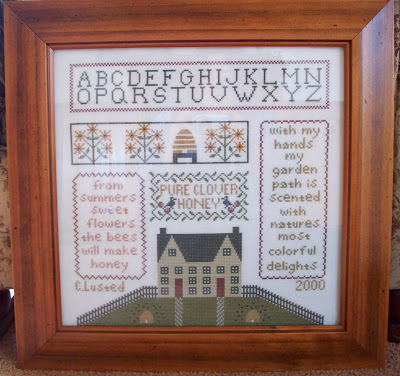 ABCDEFGHIJKLMN
OPQRSTUVWXYZ
with my
hands
my
garden
path is
scented
with
natures
most
colorful
delights
from
summers
sweet
flowers
the bees
will make
honey
PURE CLOVER
HONEY
C.Lusted
2000